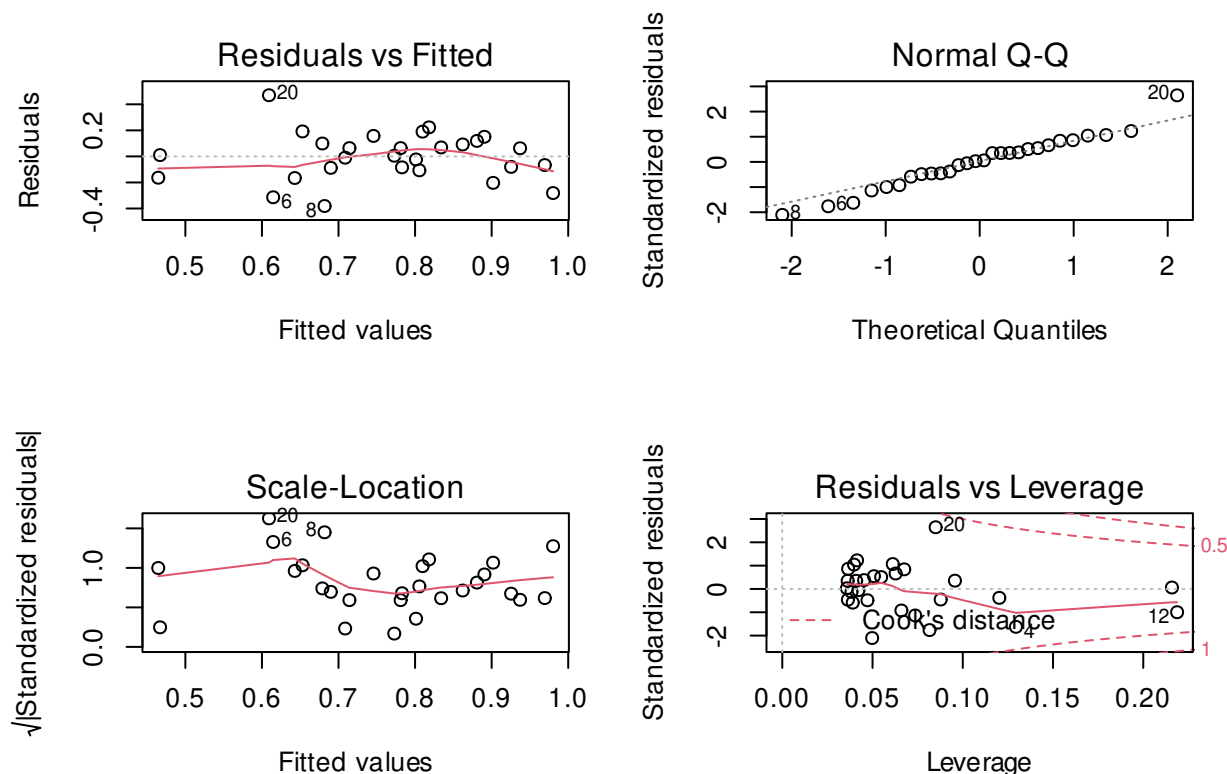 Residuals vs Fitted
Residuals
-0.4
0.2
20
6
8
0.5 0.6 0.7 0.8 0.9 1.0
Fitted values
Normal Q-Q
Standardized residuals
-2 0 2
20
6
8
-2 -1 0 1 2
Theoretical Quantiles
Scale-Location
√|Standardized residuals|
0.0 1.0
20
8
6
0.5 0.6 0.7 0.8 0.9 1.0
Fitted values
Residuals vs Leverage
Standardized residuals
-2 0 2
20
0.5
Cook's distance
4
12
1
0.00 0.05 0.10 0.15 0.20
Leverage